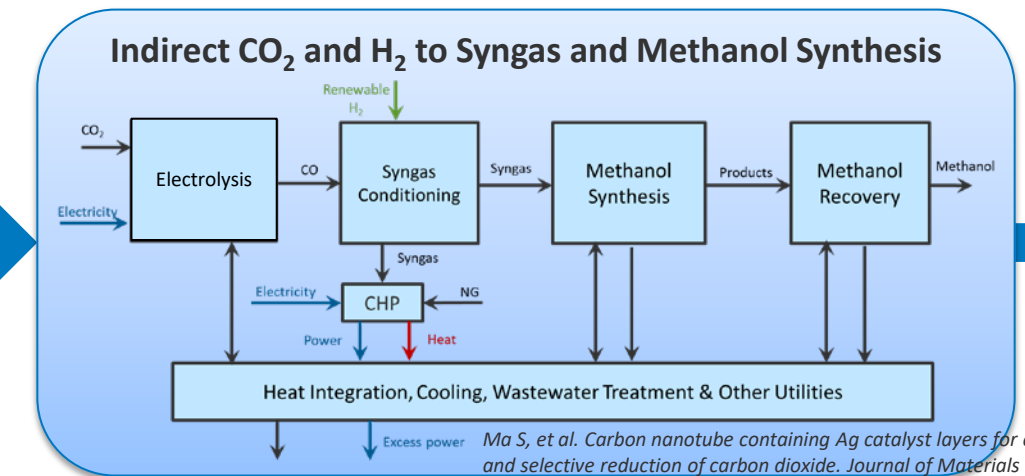 Indirect CO₂ and H₂ to Syngas and Methanol Synthesis
Renewable
H₂
CO₂
Electricity
Electrolysis
CO
Syngas
Conditioning
Syngas
Methanol
Synthesis
Products
Methanol
Recovery
Methanol
Syngas
Electricity
CHP
NG
Power
Heat
Heat Integration, Cooling, Wastewater Treatment & Other Utilities
Excess power
Ma S, et al. Carbon nanotube containing Ag catalyst layers for
and selective reduction of carbon dioxide. Journal of Materials